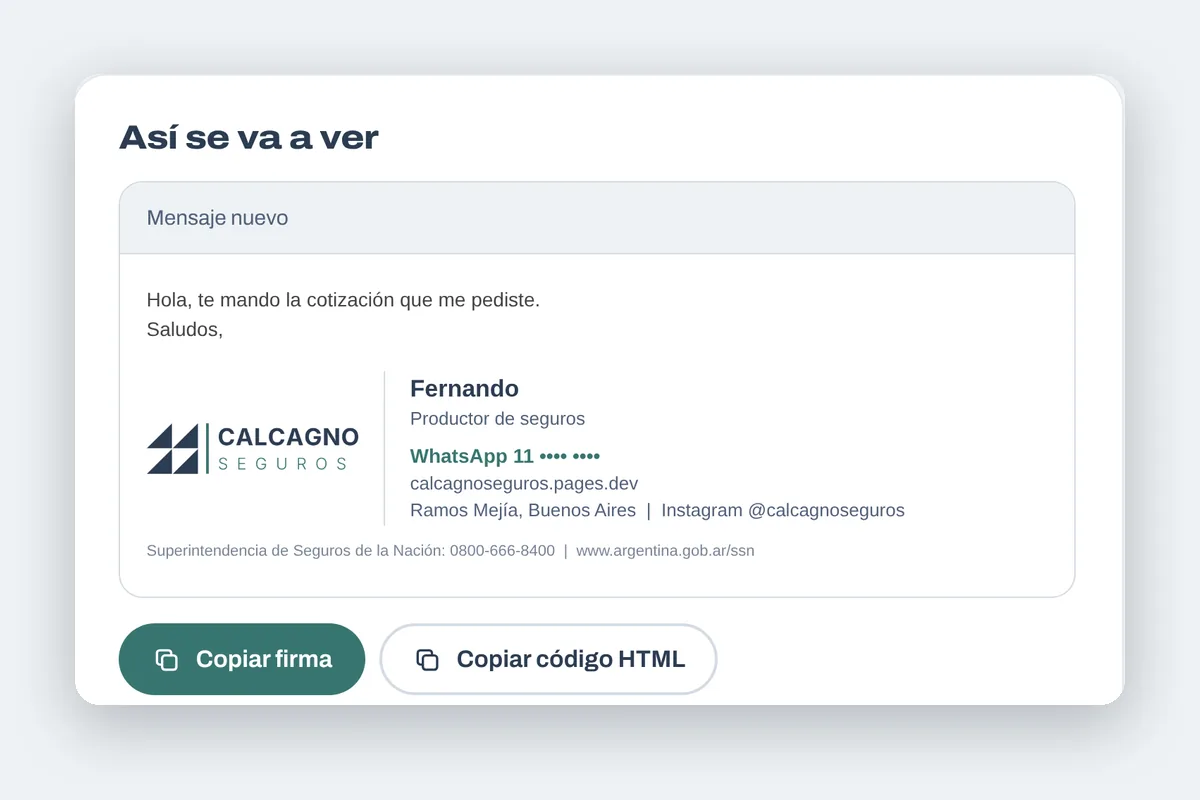 Así se va a ver
Mensaje nuevo
Hola, te mando la cotización que me pediste.
Saludos,
CALCAGNO
SEGUROS
Fernando
Productor de seguros
WhatsApp 11 •••• ••••
calcagnoseguros.pages.dev
Ramos Mejía, Buenos Aires | Instagram @calcagnoseguros
Superintendencia de Seguros de la Nación: 0800-666-8400 | www.argentina.gob.ar/ssn
Copiar firma
Copiar código HTML